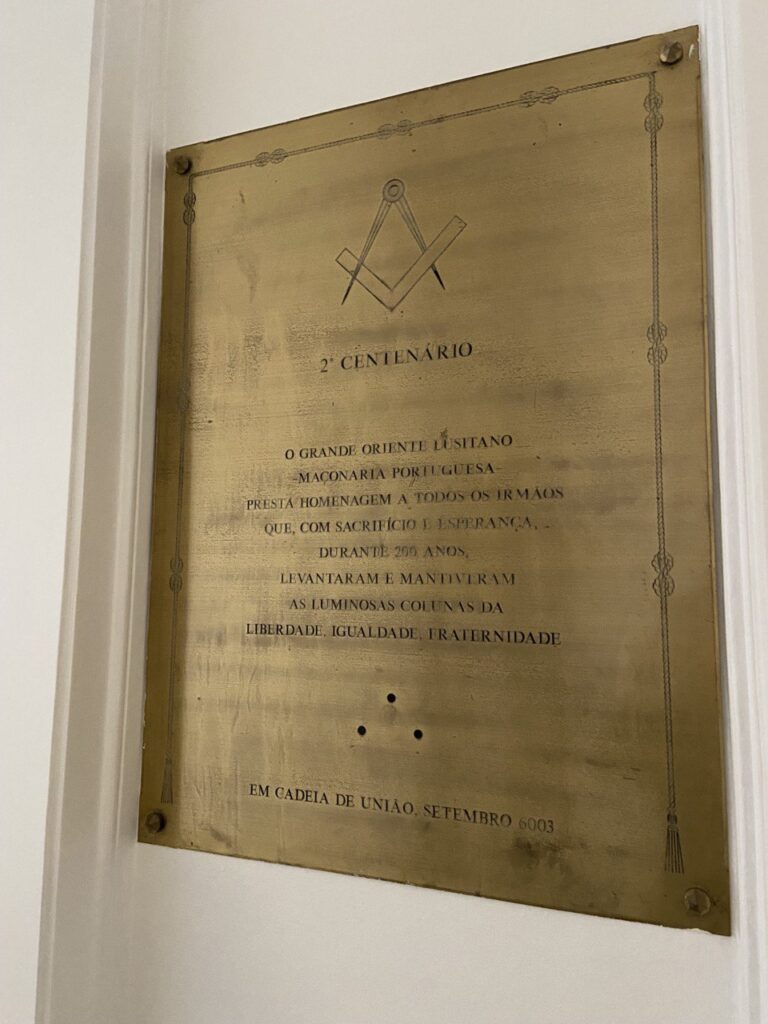 2º CENTENÁRIO
O GRANDE ORIENTE LUSITANO
-MAÇONARIA PORTUGUESA-
PRESTA HOMENAGEM A TODOS OS IRMÃOS
QUE, COM SACRIFÍCIO E ESPERANÇA,
DURANTE 200 ANOS,
LEVANTARAM E MANTIVERAM
AS LUMINOSAS COLUNAS DA
LIBERDADE, IGUALDADE, FRATERNIDADE
EM CADEIA DE UNIÃO, SETEMBRO 6003